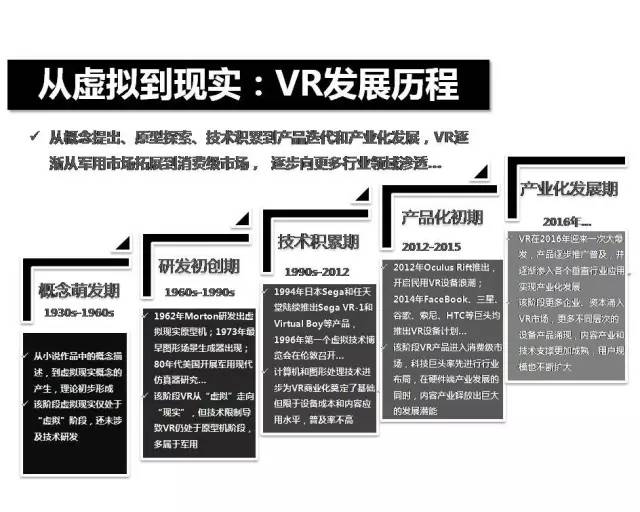 从虚拟到现实：VR发展历程
✓ 从概念提出、原型探索、技术积累到产品迭代和产业化发展，VR逐
渐从军用市场拓展到消费级市场， 逐步向更多行业领域渗透...
概念萌发期
1930s-1960s
✓ 从小说作品中的概念描
述，到虚拟现实概念的
产生，理论初步形成
✓ 该阶段虚拟现实仅处于
“虚拟”阶段，还未涉
及技术研发
研发初创期
1960s-1990s
✓ 1962年Morton研发出虚
拟现实原型机；1973年最
早图形场景生成器出现；
80年代美国开展军用现代
仿真器研究...
✓ 该阶段VR从“虚拟”走向
“现实”，但技术限制导
致VR仍处于原型机阶段，
多属于军用
技术积累期
1990s-2012
✓ 1994年日本Sega和任天
堂陆续推出Sega VR-1和
Virtual Boy等产品，
1996年第一个虚拟技术博
览会在伦敦召开...
✓ 计算机和图形处理技术进
步为VR商业化奠定了基础
但限于设备成本和内容应
用水平，普及率不高
产品化初期
2012-2015
✓ 2012年Oculus Rift推出，
开启民用VR设备浪潮；
2014年FaceBook、三星、
谷歌、索尼、HTC等巨头均
推出VR设备计划...
✓ 该阶段VR产品进入消费级市
场，科技巨头率先进行行业
布局，在硬件端产业发展的
同时，内容产业释放出巨大
的发展潜能
产业化发展期
2016年...
✓ VR在2016年迎来一次大爆
发，产品逐步推广普及，并
逐渐渗入各个垂直行业应用
实现产业化发展
✓ 该阶段更多企业、资本涌入
VR市场，更多不同层次的
设备产品涌现，内容产业和
技术支撑更加成熟，用户规
模也不断扩大